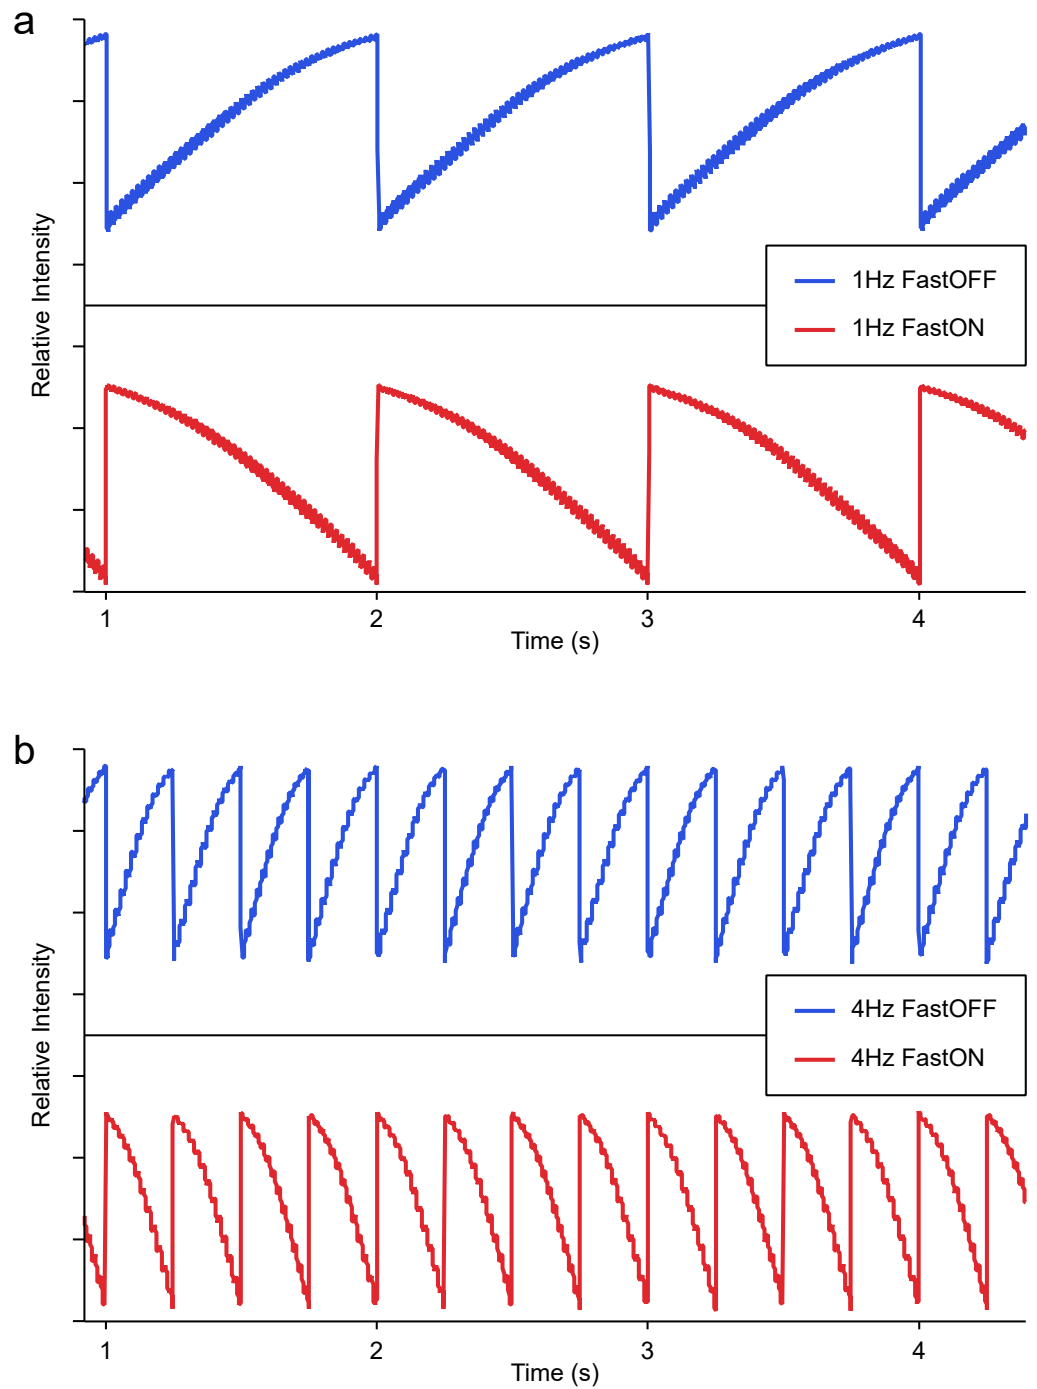 a
Relative Intensity
1Hz FastOFF
1Hz FastON
1 2 3 4
Time (s)
b
Relative Intensity
4Hz FastOFF
4Hz FastON
1 2 3 4
Time (s)